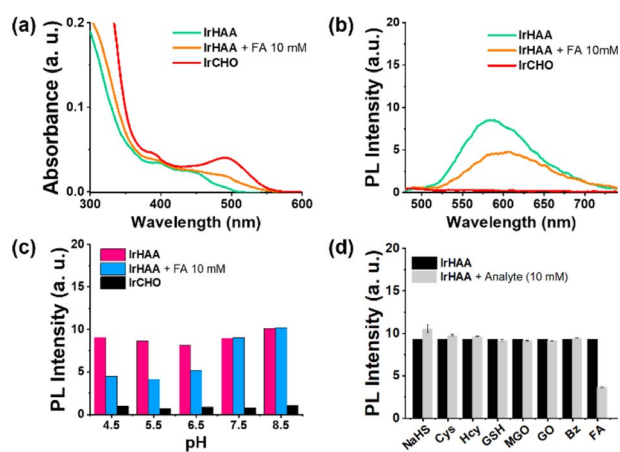 (a)
IrHAA
IrHAA + FA 10 mM
IrCHO
Absorbance (a. u.)
0.2
0.1
0.0
300 400 500 600
Wavelength (nm)
(b)
IrHAA
IrHAA + FA 10mM
IrCHO
PL Intensity (a.u.)
20
15
10
5
0
500 600 700
Wavelength (nm)
(c)
IrHAA
IrHAA + FA 10 mM
IrCHO
PL Intensity (a. u.)
20
15
10
5
0
4.5 5.5 6.5 7.5 8.5
pH
(d)
IrHAA
IrHAA + Analyte (10 mM)
PL Intensity (a. u.)
20
15
10
5
0
NaHS Cys Hcy GSH MGO GO Bz FA